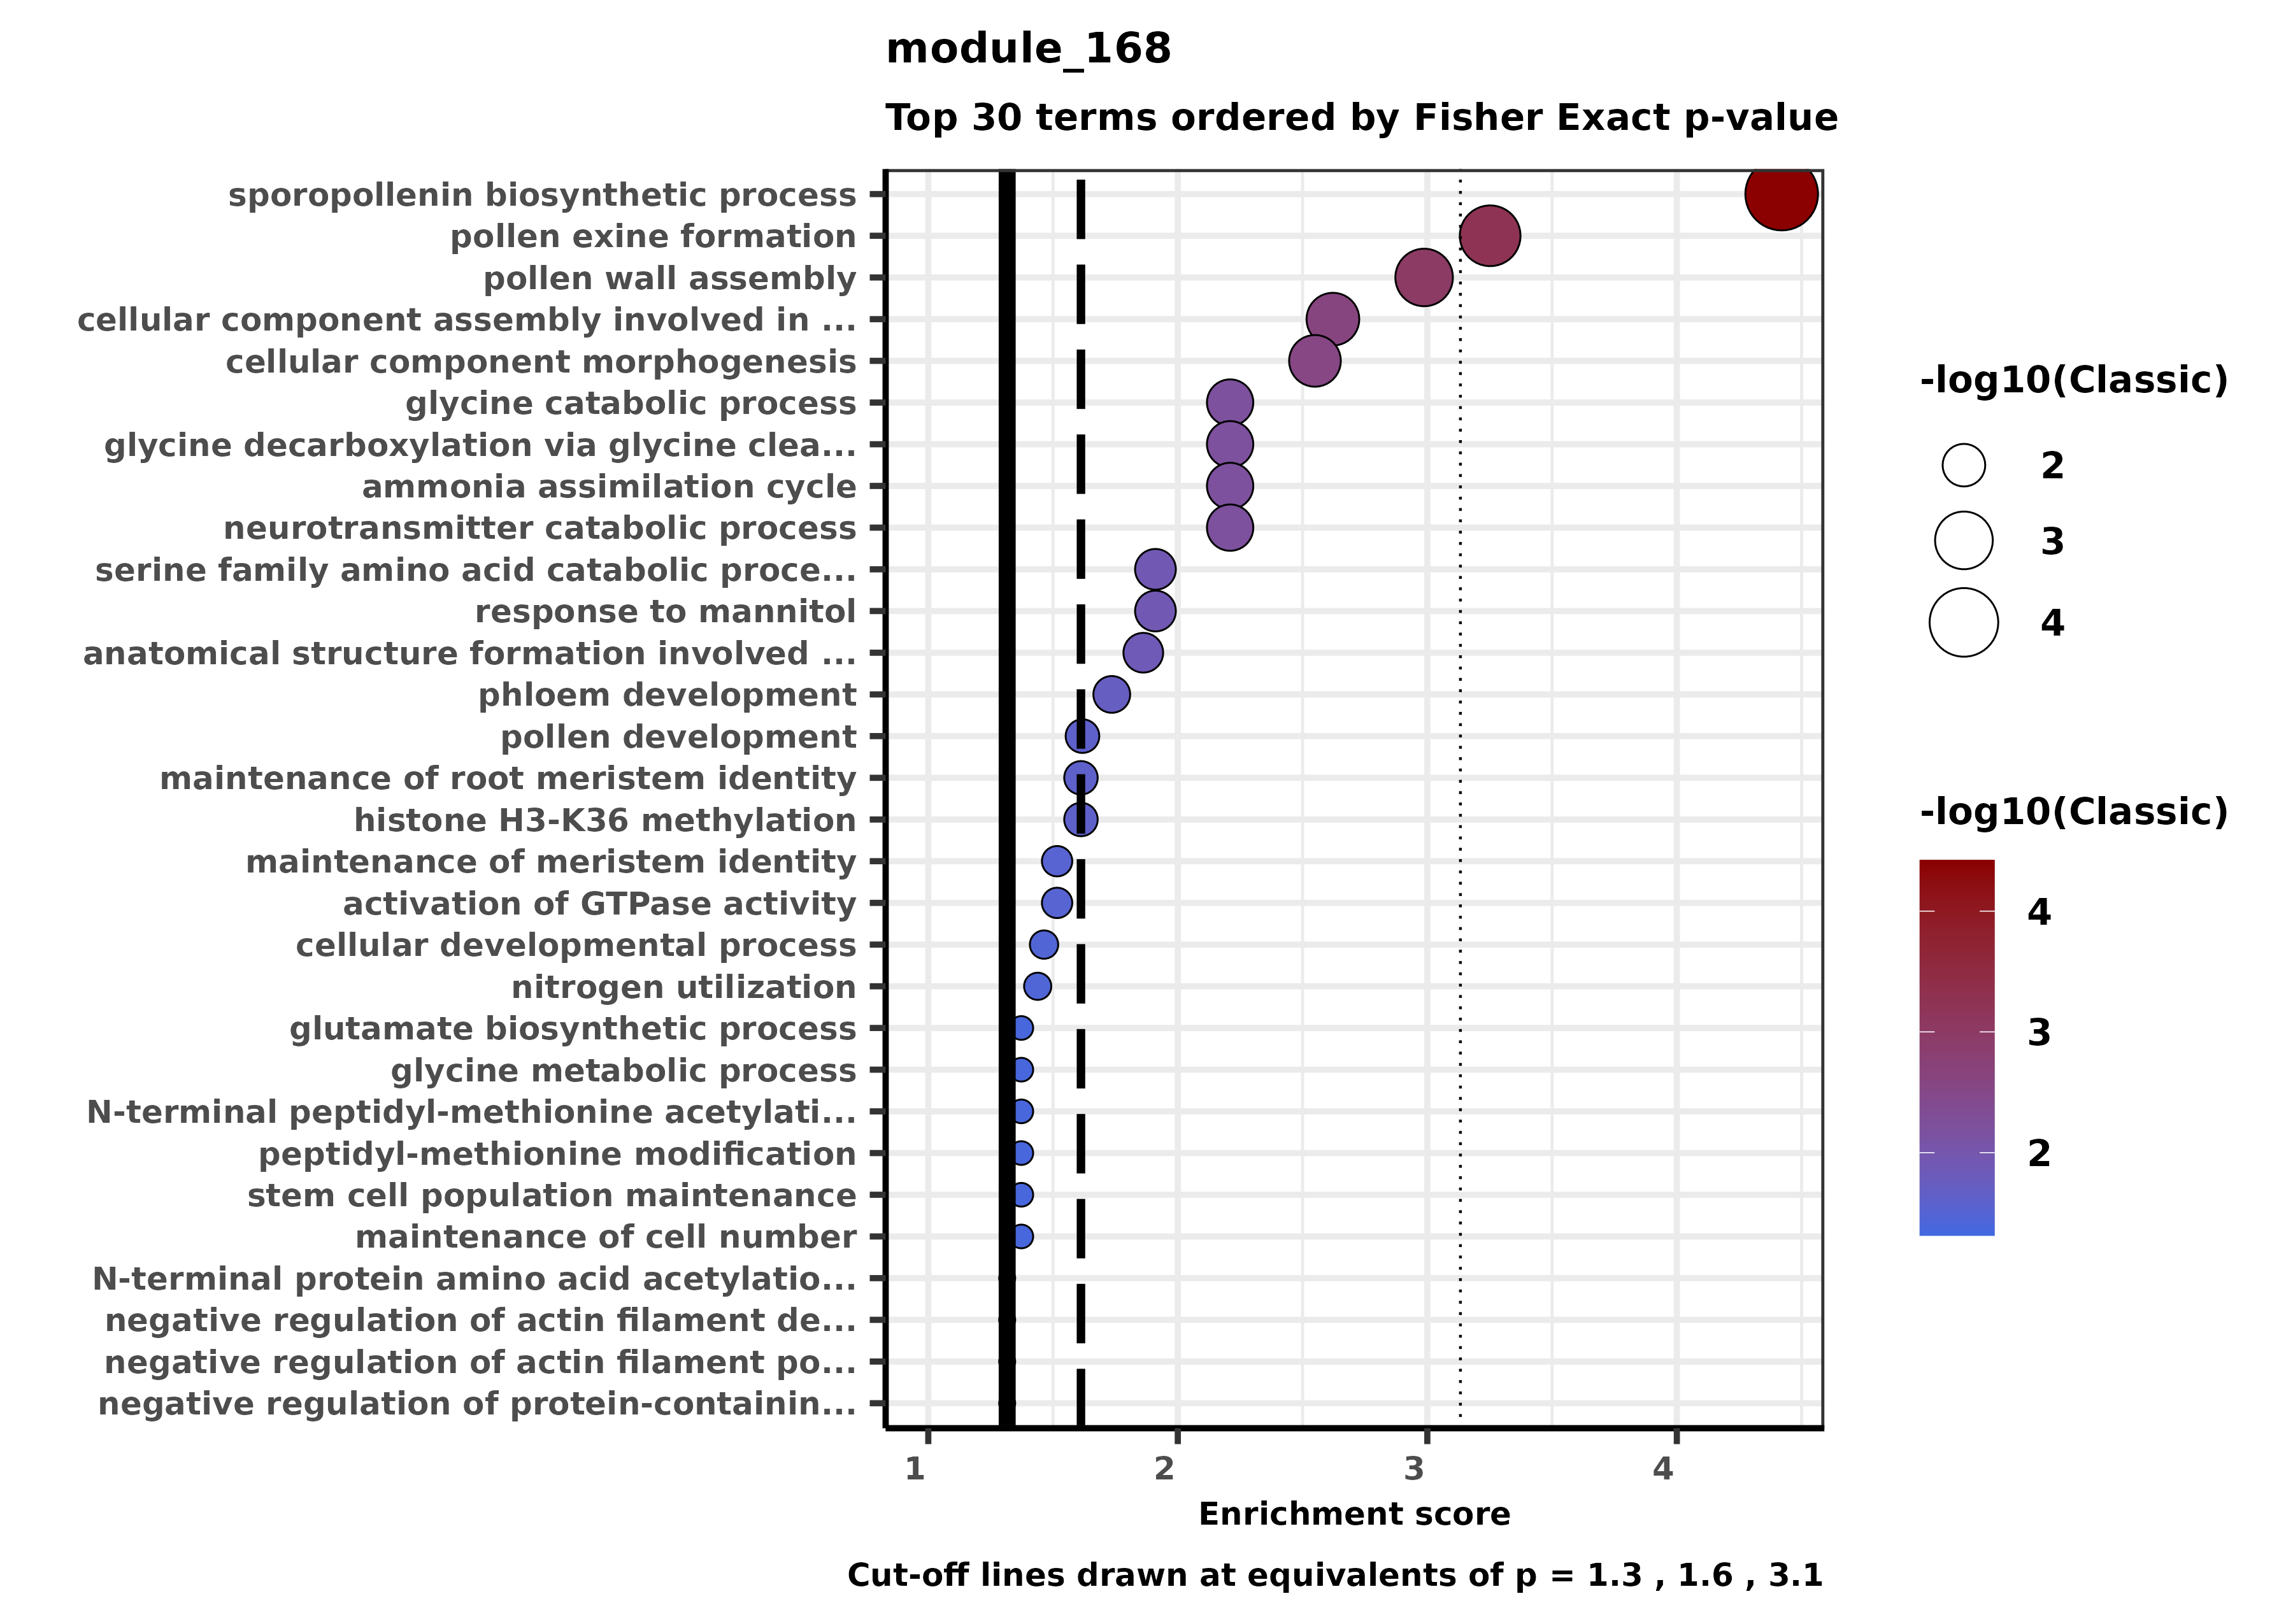 module_168
Top 30 terms ordered by Fisher Exact p-value
sporopollenin biosynthetic process
pollen exine formation
pollen wall assembly
cellular component assembly involved in ...
cellular component morphogenesis
glycine catabolic process
glycine decarboxylation via glycine clea...
ammonia assimilation cycle
neurotransmitter catabolic process
serine family amino acid catabolic proce...
response to mannitol
anatomical structure formation involved ...
phloem development
pollen development
maintenance of root meristem identity
histone H3-K36 methylation
maintenance of meristem identity
activation of GTPase activity
cellular developmental process
nitrogen utilization
glutamate biosynthetic process
glycine metabolic process
N-terminal peptidyl-methionine acetylati...
peptidyl-methionine modification
stem cell population maintenance
maintenance of cell number
N-terminal protein amino acid acetylatio...
negative regulation of actin filament de...
negative regulation of actin filament po...
negative regulation of protein-containin...
1 2 3 4
Enrichment score
Cut-off lines drawn at equivalents of p = 1.3 , 1.6 , 3.1
-log10(Classic)
2
3
4
-log10(Classic)
4
3
2